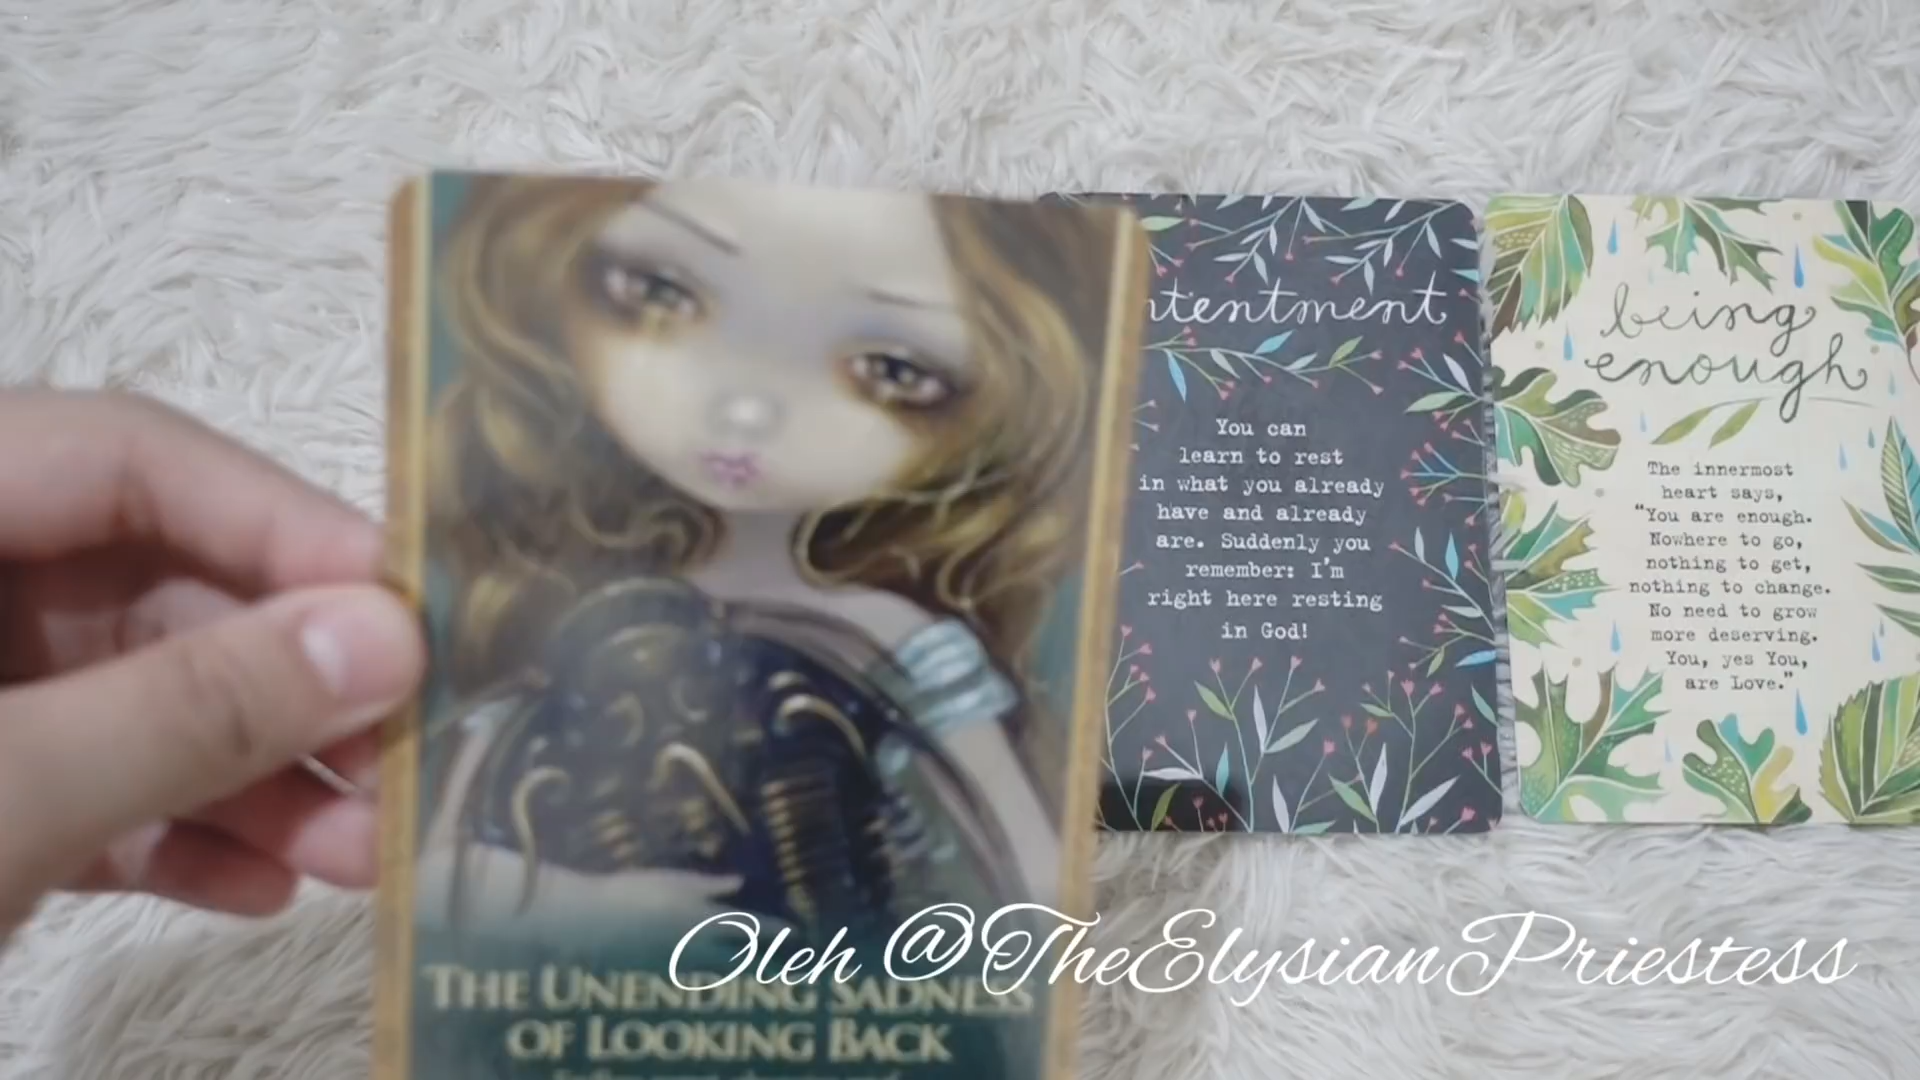 THE UNENDING SADNESS
OF LOOKING BACK
ntentment
You can
learn to rest
in what you already
have and already
are. Suddenly you
remember: I'm
right here resting
in God!
being
enough
The innermost
heart says,
"You are enough.
Nowhere to go,
nothing to get,
nothing to change.
No need to grow
more deserving.
You, yes You,
are Love."
Oleh @TheElysianPriestess